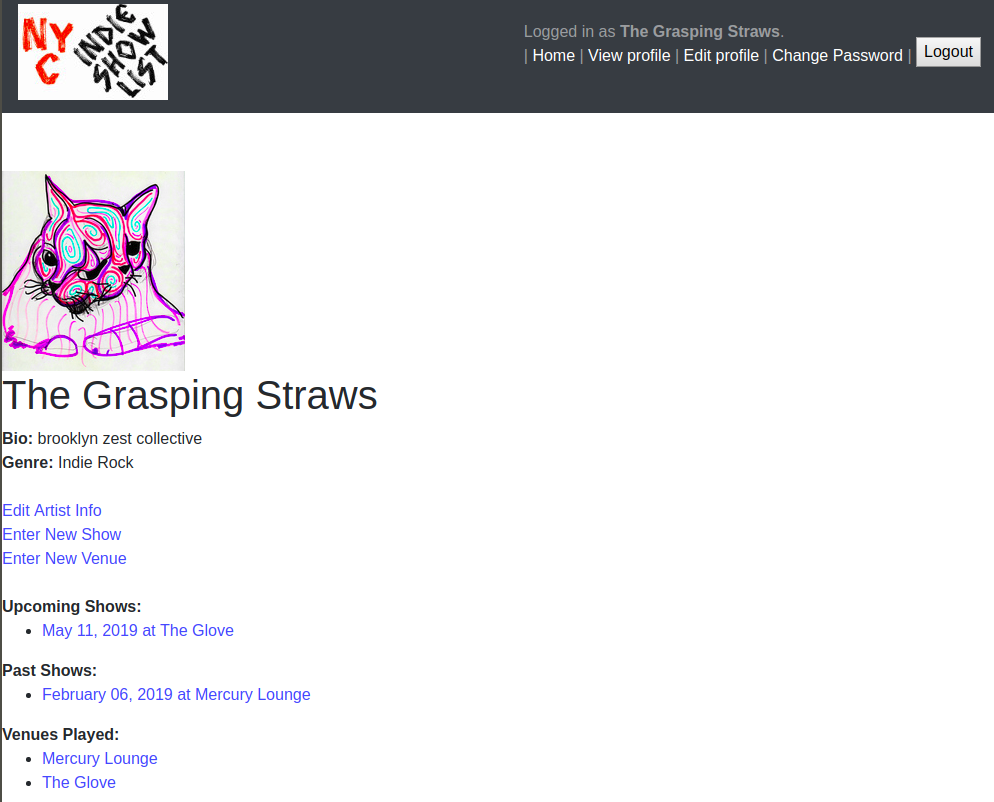 NYC INDIE SHOW LIST
Logged in as The Grasping Straws.
| Home | View profile | Edit profile | Change Password | Logout
The Grasping Straws
Bio: brooklyn zest collective
Genre: Indie Rock
Edit Artist Info
Enter New Show
Enter New Venue
Upcoming Shows:
May 11, 2019 at The Glove
Past Shows:
February 06, 2019 at Mercury Lounge
Venues Played:
Mercury Lounge
The Glove